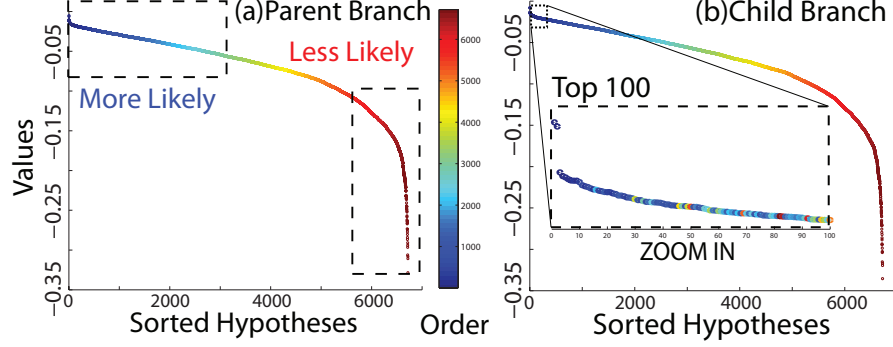 (a)Parent Branch
Less Likely
More Likely
Values
-0.05
-0.15
-0.25
-0.35
0
2000
4000
6000
Sorted Hypotheses
6000
5000
4000
3000
2000
1000
Order
(b)Child Branch
-0.05
-0.15
-0.25
-0.35
Top 100
0 10 20 30 40 50 60 70 80 90 100
ZOOM IN
0
2000
4000
6000
Sorted Hypotheses